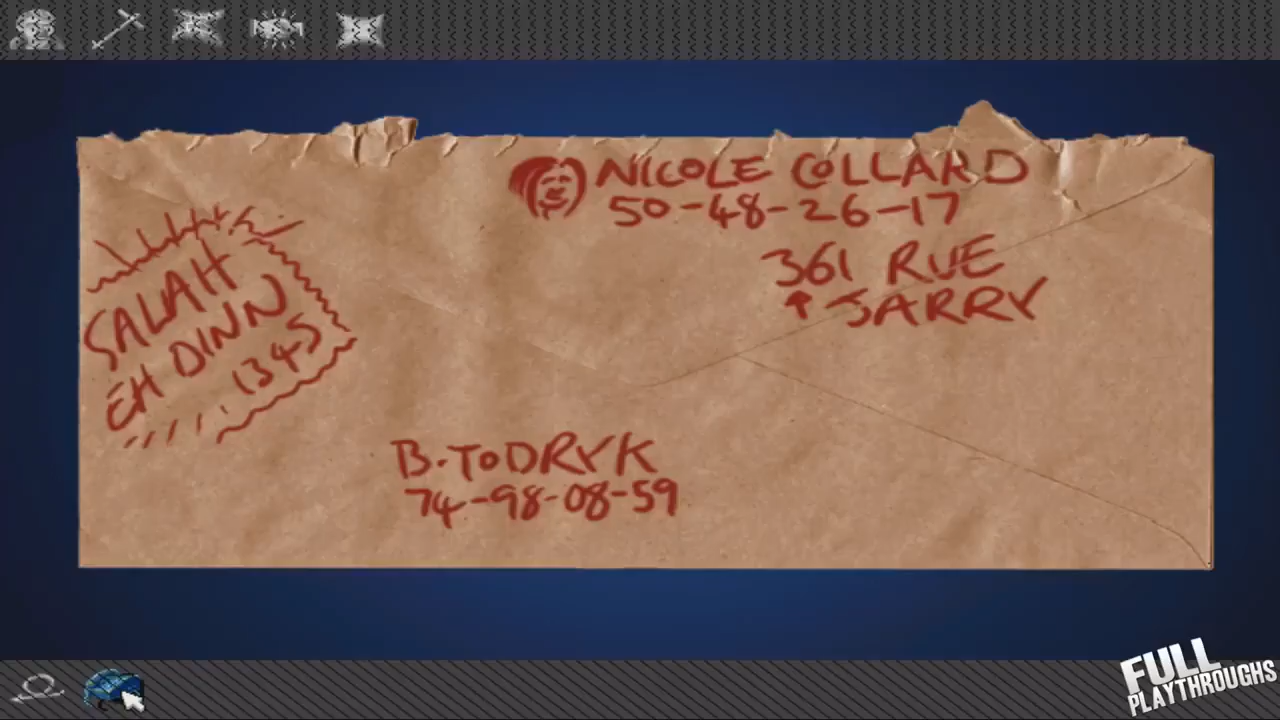 NICOLE COLLARD
50-48-26-17
361 RUE
JARRY
SALAH
EH DINN
1345
B. TODRYK
74-98-08-59
FULL
PLAYTHROUGHS